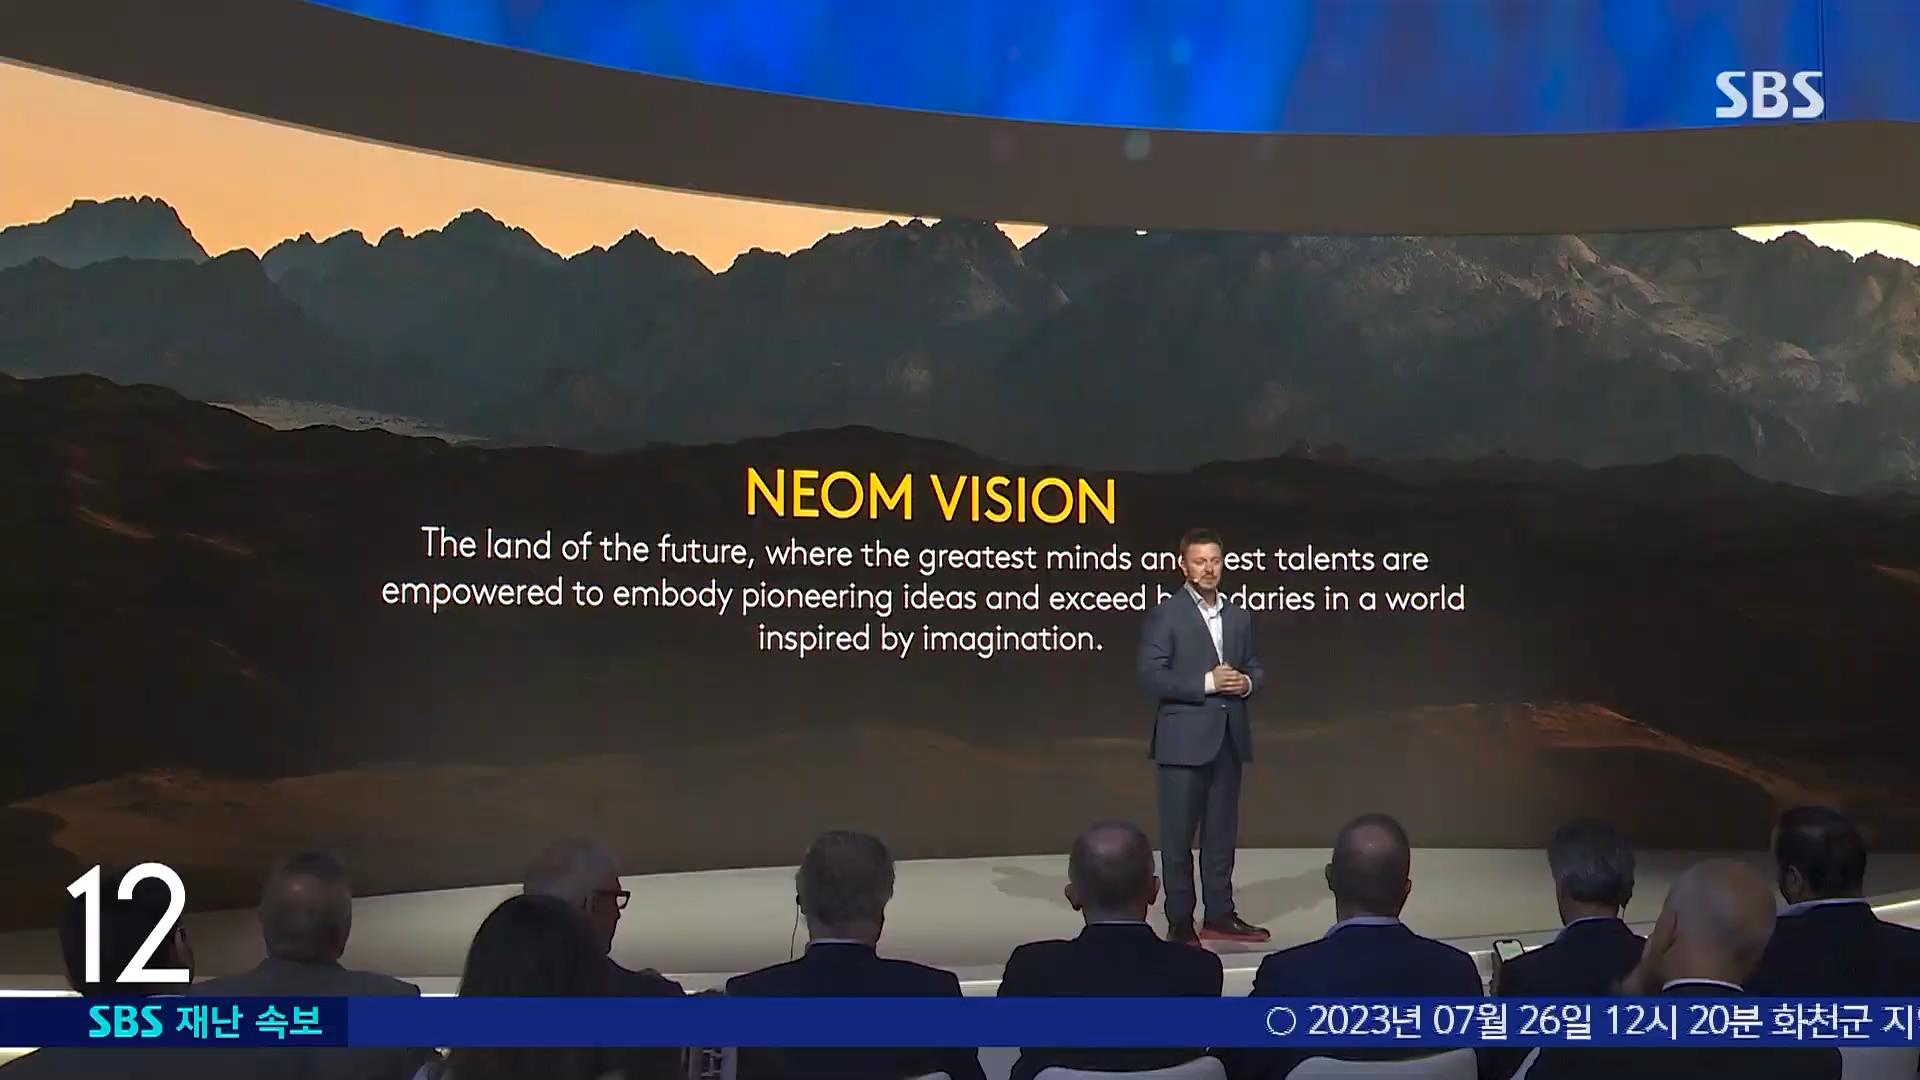 SBS
NEOM VISION
The land of the future, where the greatest minds and est talents are
empowered to embody pioneering ideas and exceed daries in a world
inspired by imagination.
12
SBS 재난 속보
○ 2023년 07월 26일 12시 20분 화천군